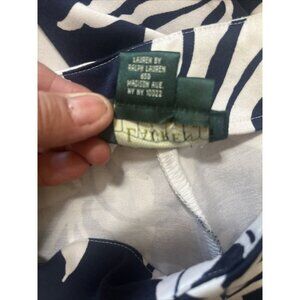 LAUREN BY
RALPH LAUREN
650
MADISON AVE.
NY NY 10022